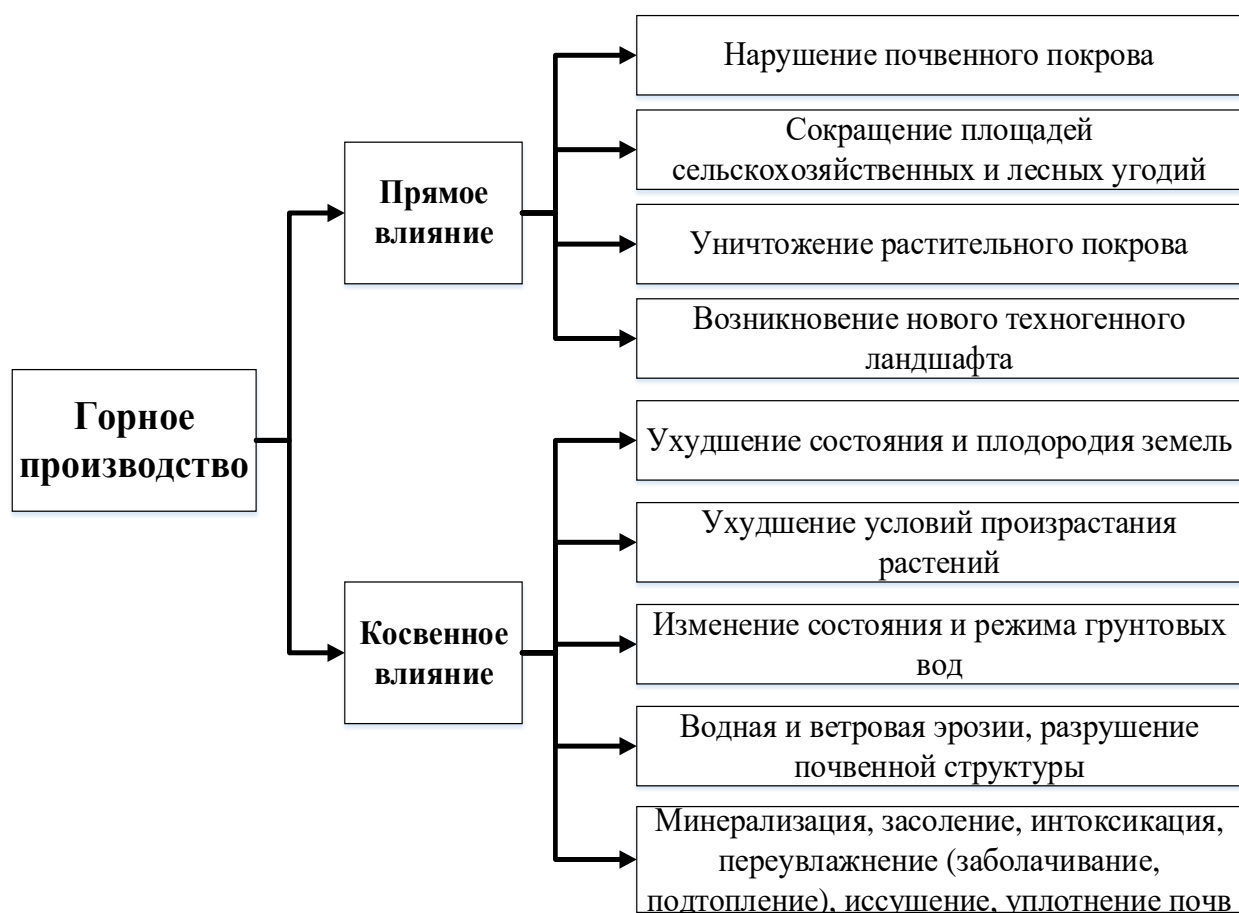 Горное
производство
Прямое
влияние
Нарушение почвенного покрова
Сокращение площадей
сельскохозяйственных и лесных угодий
Уничтожение растительного покрова
Возникновение нового техногенного
ландшафта
Косвенное
влияние
Ухудшение состояния и плодородия земель
Ухудшение условий произрастания
растений
Изменение состояния и режима грунтовых
вод
Водная и ветровая эрозии, разрушение
почвенной структуры
Минерализация, засоление, интоксикация,
переувлажнение (заболачивание,
подтопление), иссушение, уплотнение почв